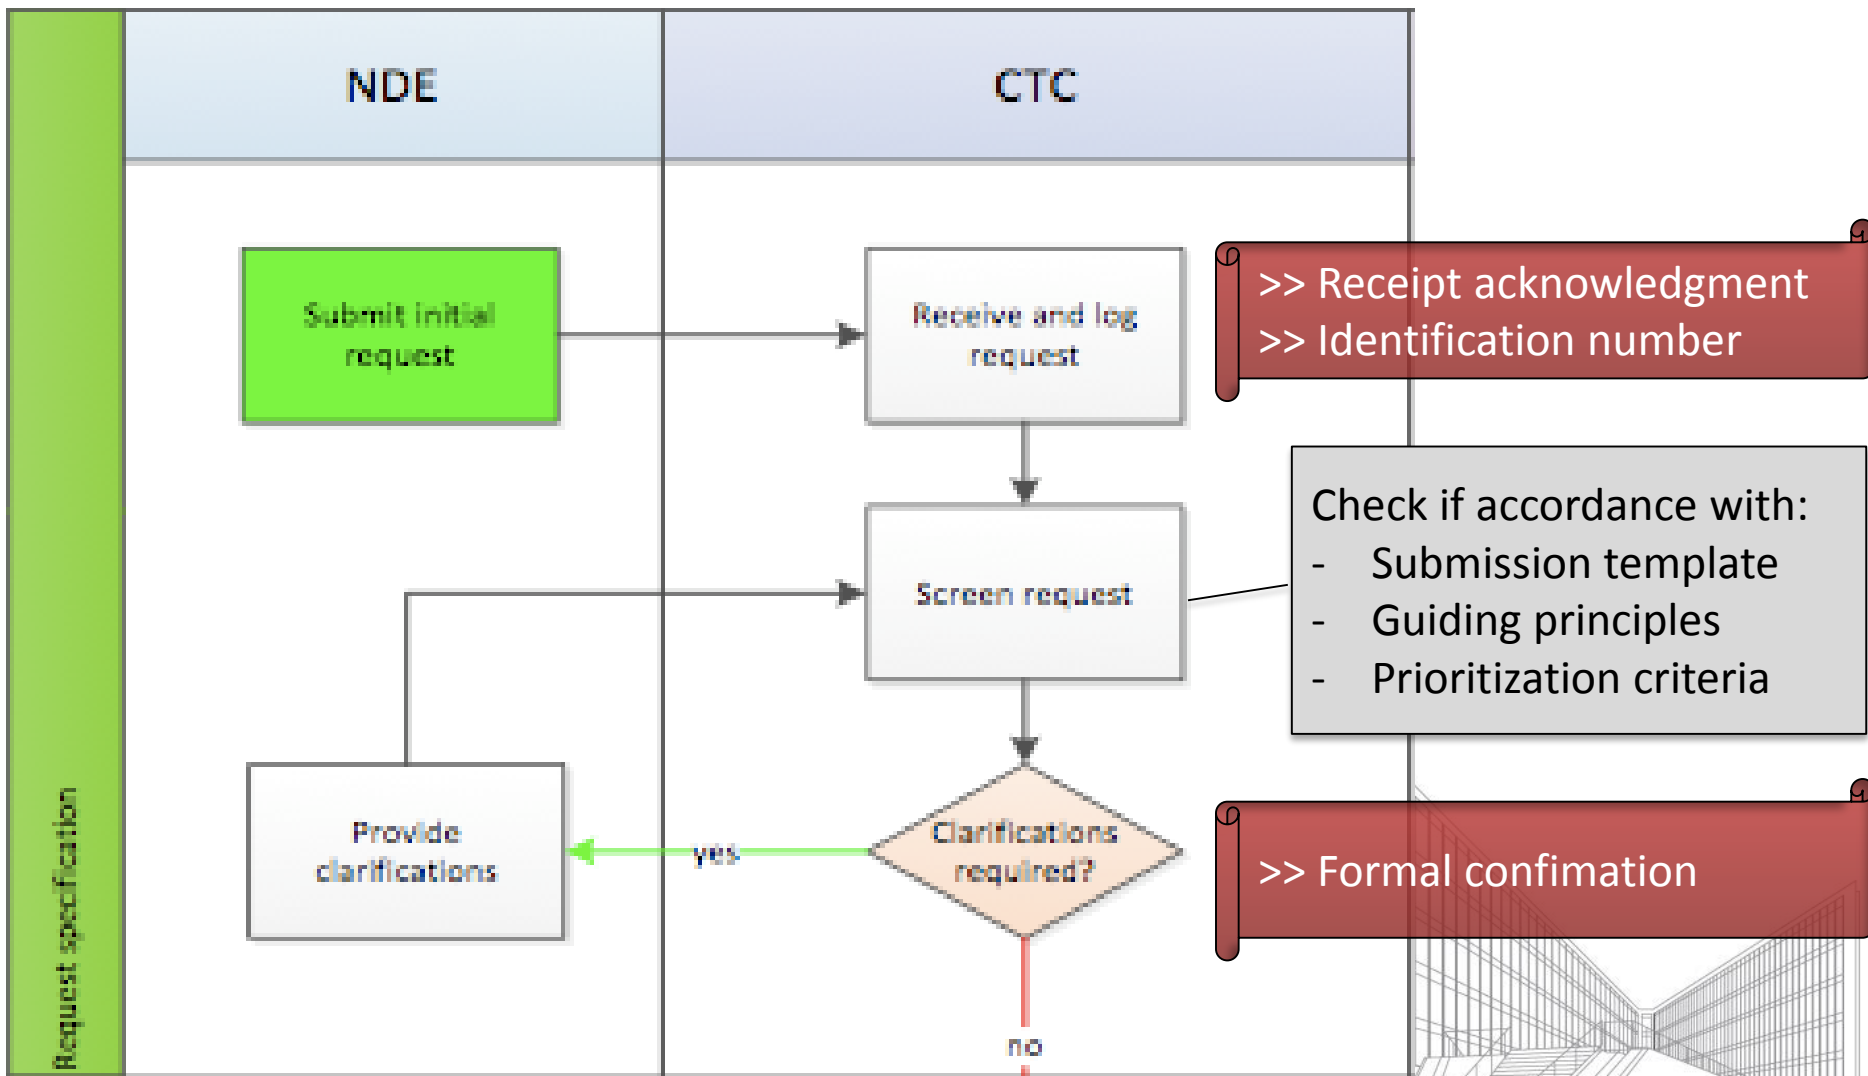 NDE
CTC
Submit initial
request
Receive and log
request
>> Receipt acknowledgment
>> Identification number
Screen request
Check if accordance with:
- Submission template
- Guiding principles
- Prioritization criteria
Provide
clarifications
yes
Clarifications
required?
>> Formal confimation
no
Request specification